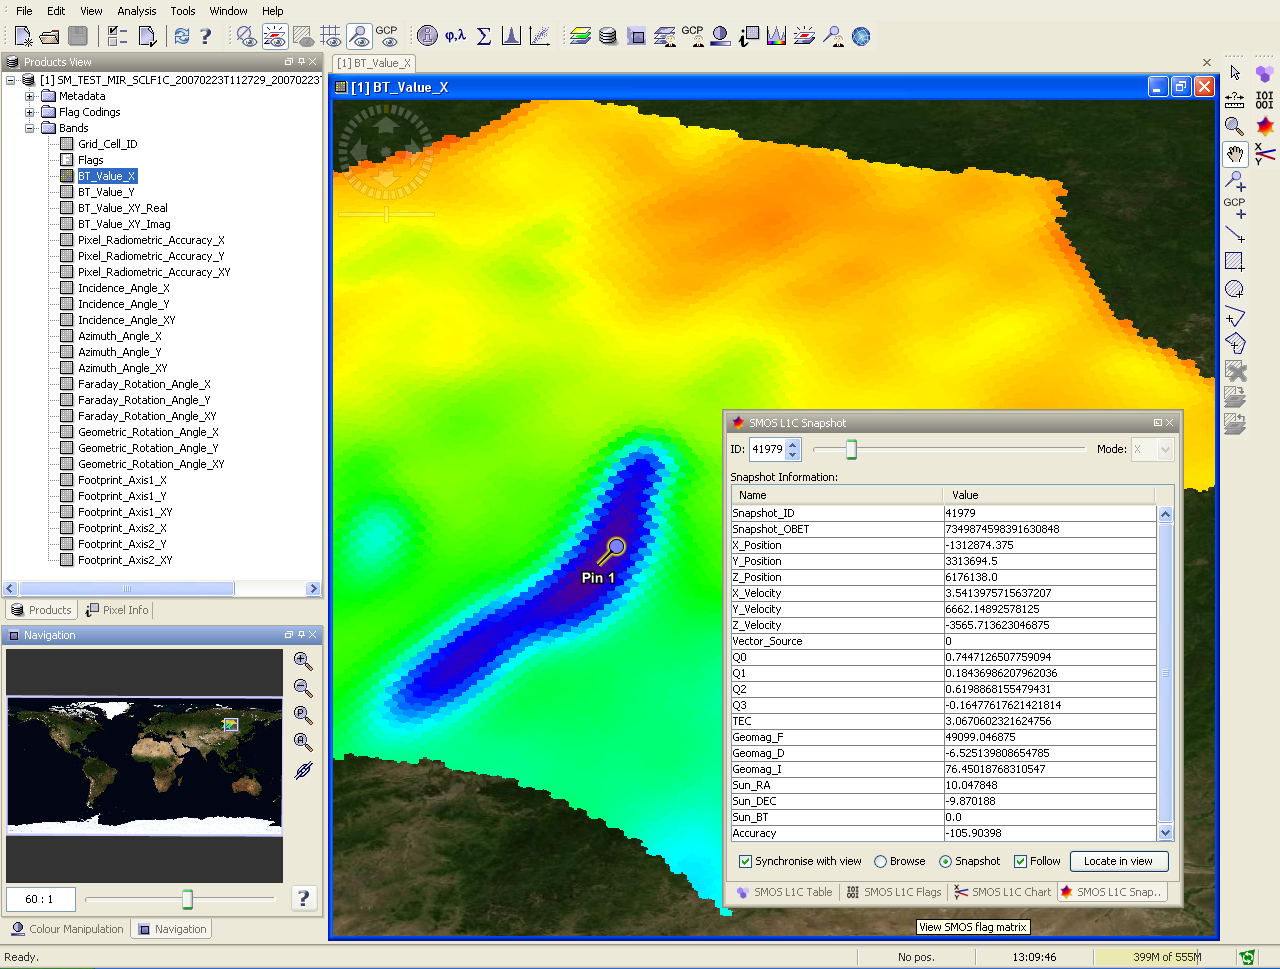 File Edit View Analysis Tools Window Help
GCP φ,λ Σ GCP
Products View
[1] SM_TEST_MIR_SCLF1C_20070223T112729_20070223T
Metadata
Flag Codings
Bands
Grid_Cell_ID
Flags
BT_Value_X
BT_Value_Y
BT_Value_XY_Real
BT_Value_XY_Imag
Pixel_Radiometric_Accuracy_X
Pixel_Radiometric_Accuracy_Y
Pixel_Radiometric_Accuracy_XY
Incidence_Angle_X
Incidence_Angle_Y
Incidence_Angle_XY
Azimuth_Angle_X
Azimuth_Angle_Y
Azimuth_Angle_XY
Faraday_Rotation_Angle_X
Faraday_Rotation_Angle_Y
Faraday_Rotation_Angle_XY
Geometric_Rotation_Angle_X
Geometric_Rotation_Angle_Y
Geometric_Rotation_Angle_XY
Footprint_Axis1_X
Footprint_Axis1_Y
Footprint_Axis1_XY
Footprint_Axis2_X
Footprint_Axis2_Y
Footprint_Axis2_XY
Products Pixel Info
Navigation
60 : 1
Colour Manipulation Navigation
[1] BT_Value_X
[1] BT_Value_X
Pin 1
SMOS L1C Snapshot
ID: 41979 Mode: X
Snapshot Information:
Name Value
Snapshot_ID 41979
Snapshot_OBET 7349874598391630848
X_Position -1312874.375
Y_Position 3313694.5
Z_Position 6176138.0
X_Velocity 3.5413975715637207
Y_Velocity 6662.14892578125
Z_Velocity -3565.713623046875
Vector_Source 0
Q0 0.7447126507759094
Q1 0.18436986207962036
Q2 0.6198868155479431
Q3 -0.16477617621421814
TEC 3.0670602321624756
Geomag_F 49099.046875
Geomag_D -6.525139808654785
Geomag_I 76.45018768310547
Sun_RA 10.047848
Sun_DEC -9.870188
Sun_BT 0.0
Accuracy -105.90398
Synchronise with view Browse Snapshot Follow Locate in view
SMOS L1C Table SMOS L1C Flags SMOS L1C Chart SMOS L1C Snap..
View SMOS flag matrix
GCP
Ready. No pos. 13:09:46 399M of 555M